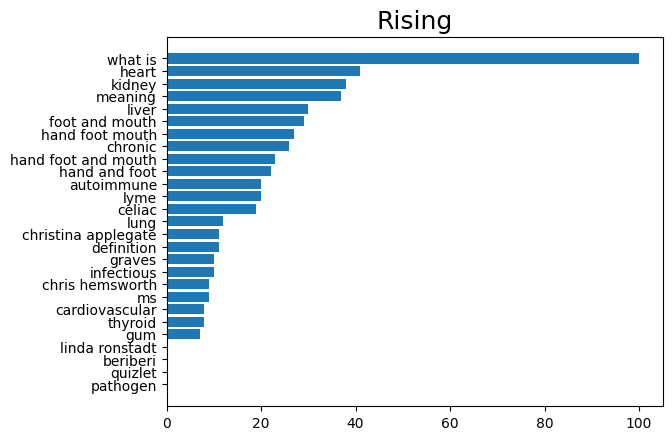 Rising
what is
heart
kidney
meaning
liver
foot and mouth
hand foot mouth
chronic
hand foot and mouth
hand and foot
autoimmune
lyme
celiac
lung
christina applegate
definition
graves
infectious
chris hemsworth
ms
cardiovascular
thyroid
gum
linda ronstadt
beriberi
quizlet
pathogen
0 20 40 60 80 100